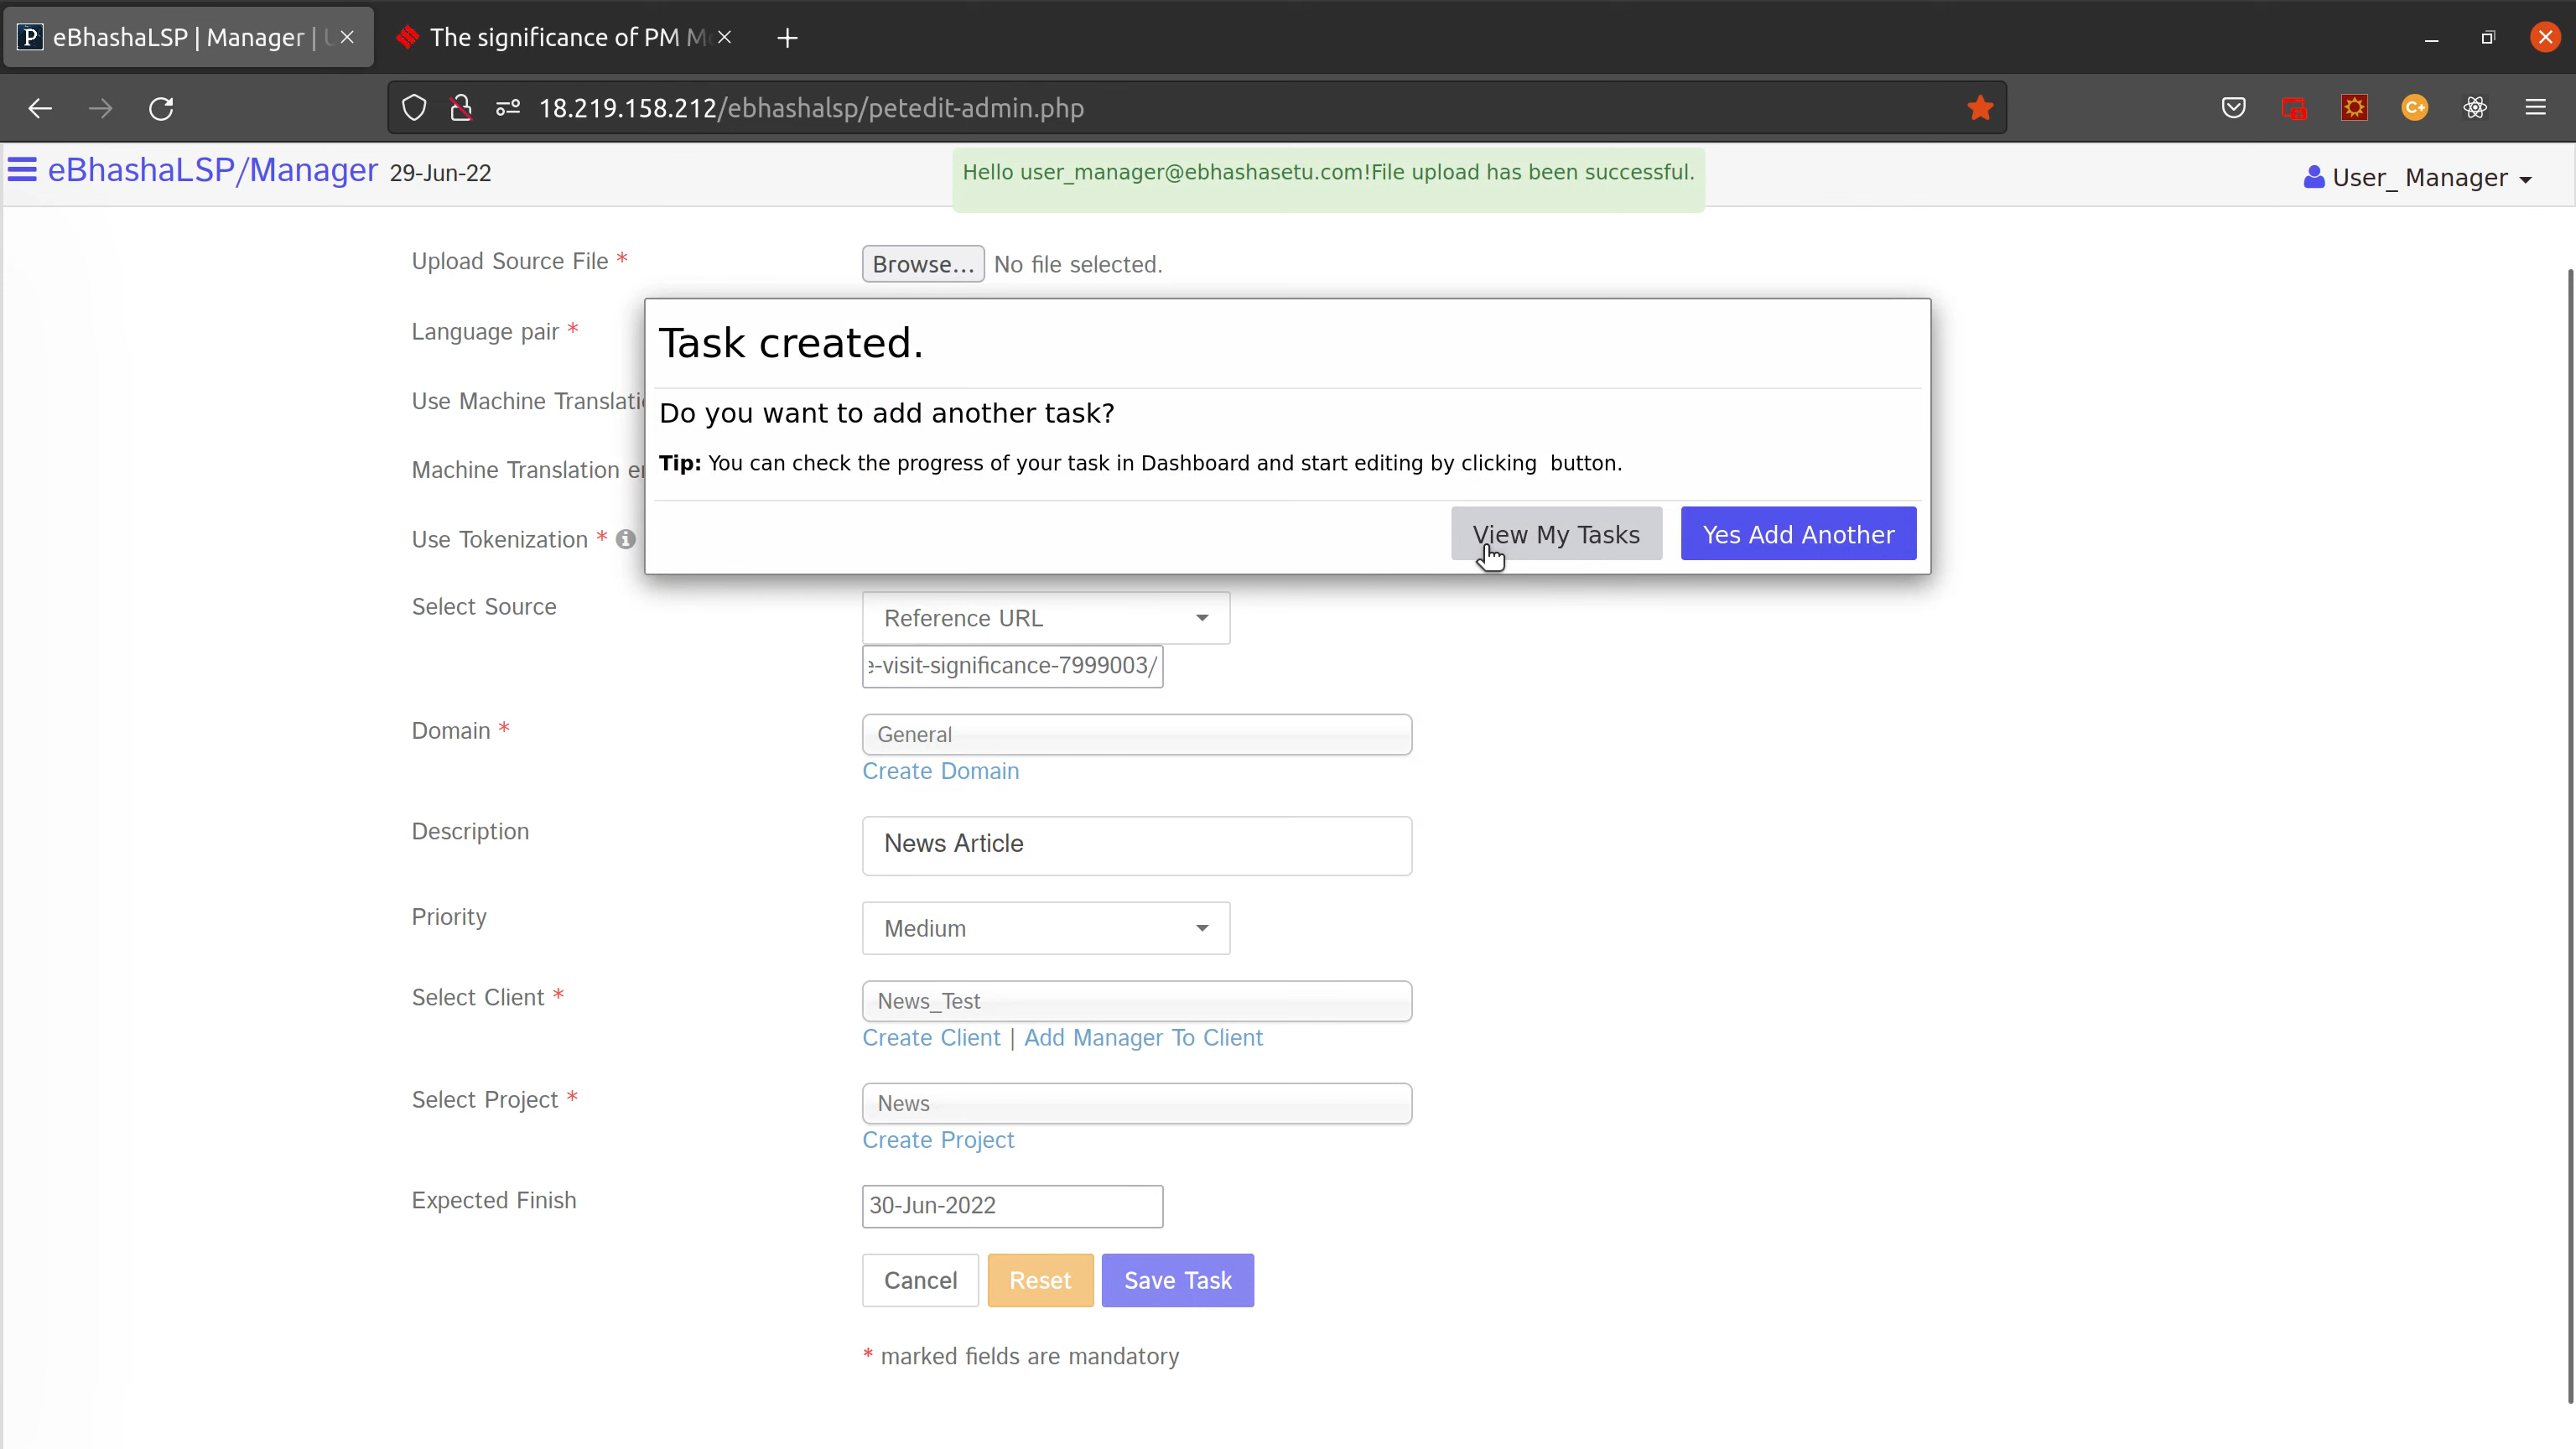 eBhashaLSP | Manager |
The significance of PM
18.219.158.212/ebhashalsp/petedit-admin.php
eBhashaLSP/Manager 29-Jun-22
Hello user_manager@ebhashasetu.com!File upload has been successful.
User_ Manager
Upload Source File *
Browse... No file selected.
Language pair *
Use Machine
Machine Translation
Use Tokenization *
Task created.
Do you want to add another task?
Tip: You can check the progress of your task in Dashboard and start editing by clicking button.
View My Tasks
Yes Add Another
Select Source
Reference URL
e-visit-significance-7999003/
Domain *
General
Create Domain
Description
News Article
Priority
Medium
Select Client *
News_Test
Create Client | Add Manager To Client
Select Project *
News
Create Project
Expected Finish
30-Jun-2022
Cancel
Reset
Save Task
* marked fields are mandatory